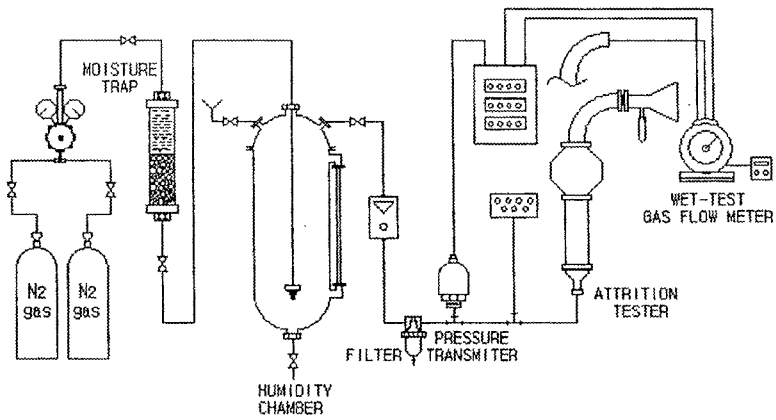 MOISTURE
TRAP
N2
gas
N2
gas
HUMIDITY
CHAMBER
FILTER
PRESSURE
TRANSMITER
ATTRITION
TESTER
WET-TEST
GAS FLOW METER